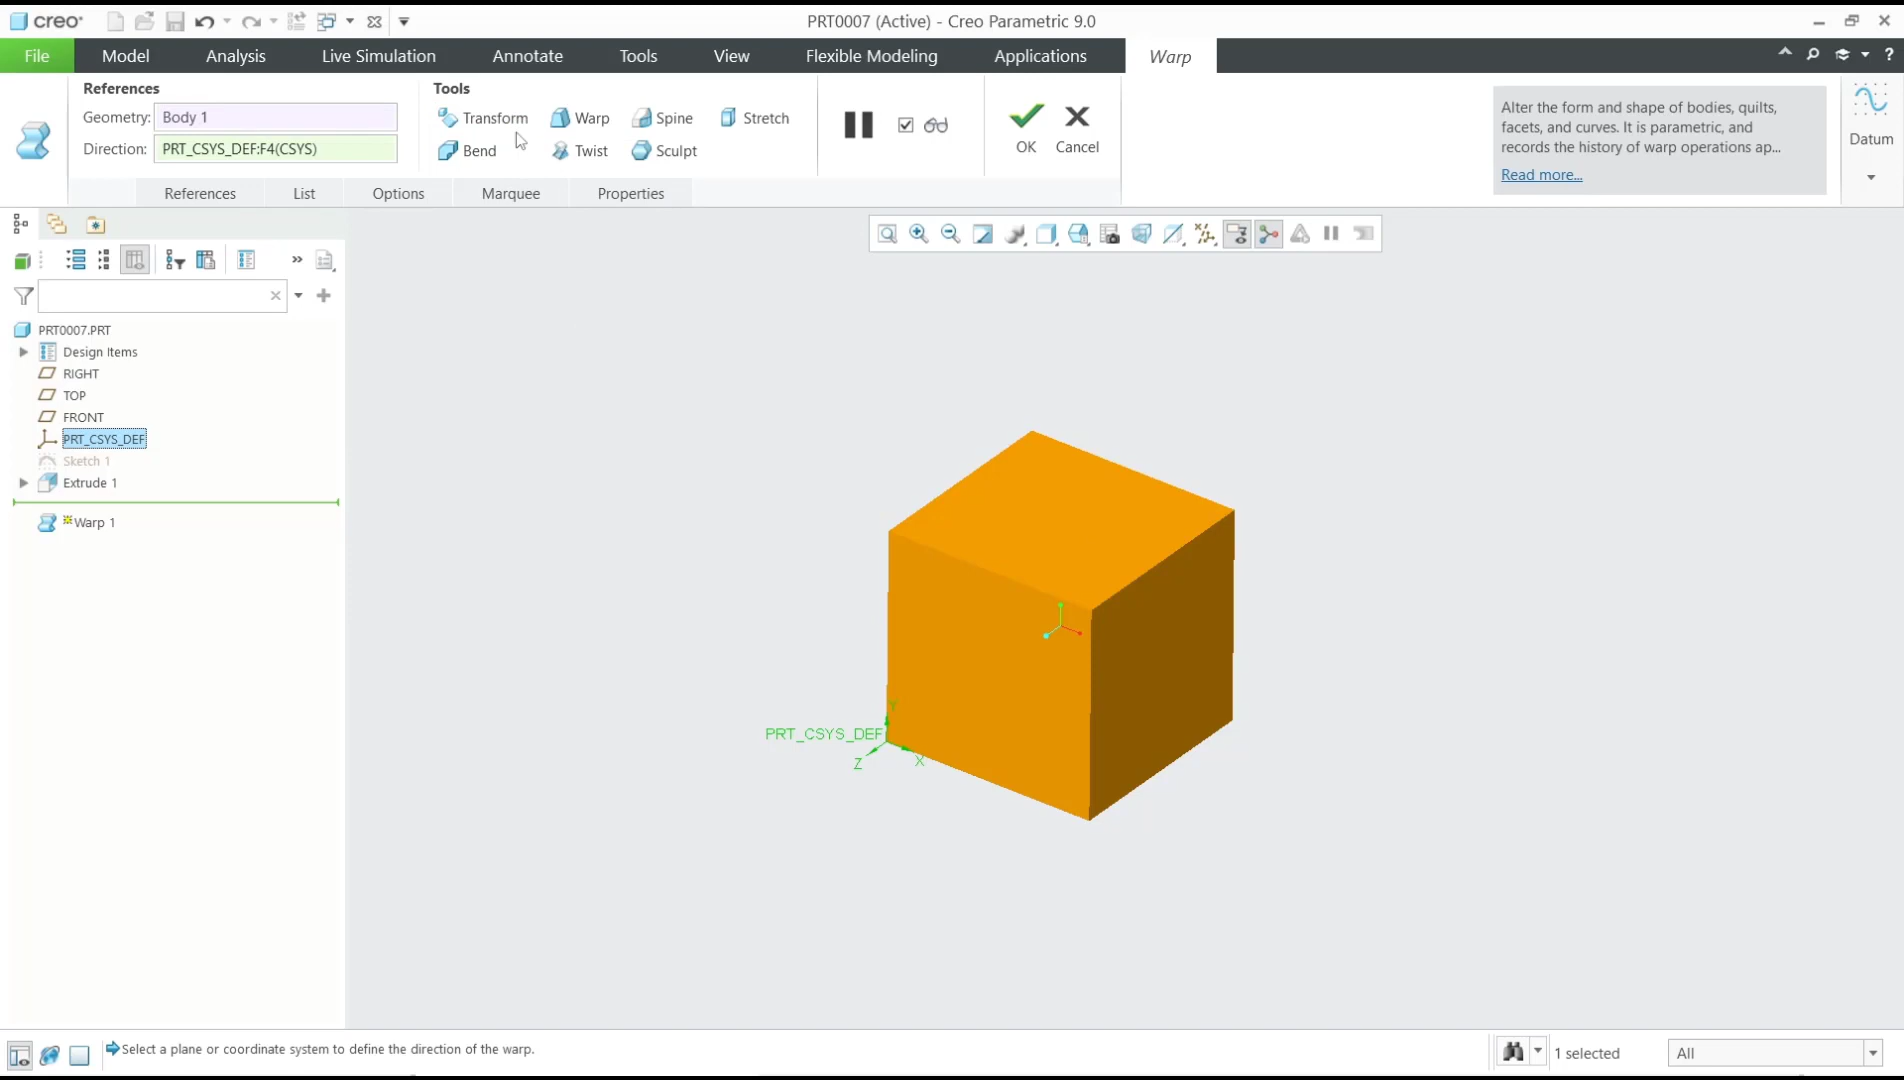 creo
PRT0007 (Active) - Creo Parametric 9.0
File Model Analysis Live Simulation Annotate Tools View Flexible Modeling Applications Warp
References
Geometry: Body 1
Direction: PRT_CSYS_DEF:F4(CSYS)
Tools
Transform Warp Spine Stretch
Bend Twist Sculpt
OK Cancel
Alter the form and shape of bodies, quilts,
facets, and curves. It is parametric, and
records the history of warp operations ap...
Read more...
Datum
References List Options Marquee Properties
PRT0007.PRT
Design Items
RIGHT
TOP
FRONT
PRT_CSYS_DEF
Sketch 1
Extrude 1
Warp 1
Y
PRT_CSYS_DEF
Z X
Select a plane or coordinate system to define the direction of the warp.
1 selected
All